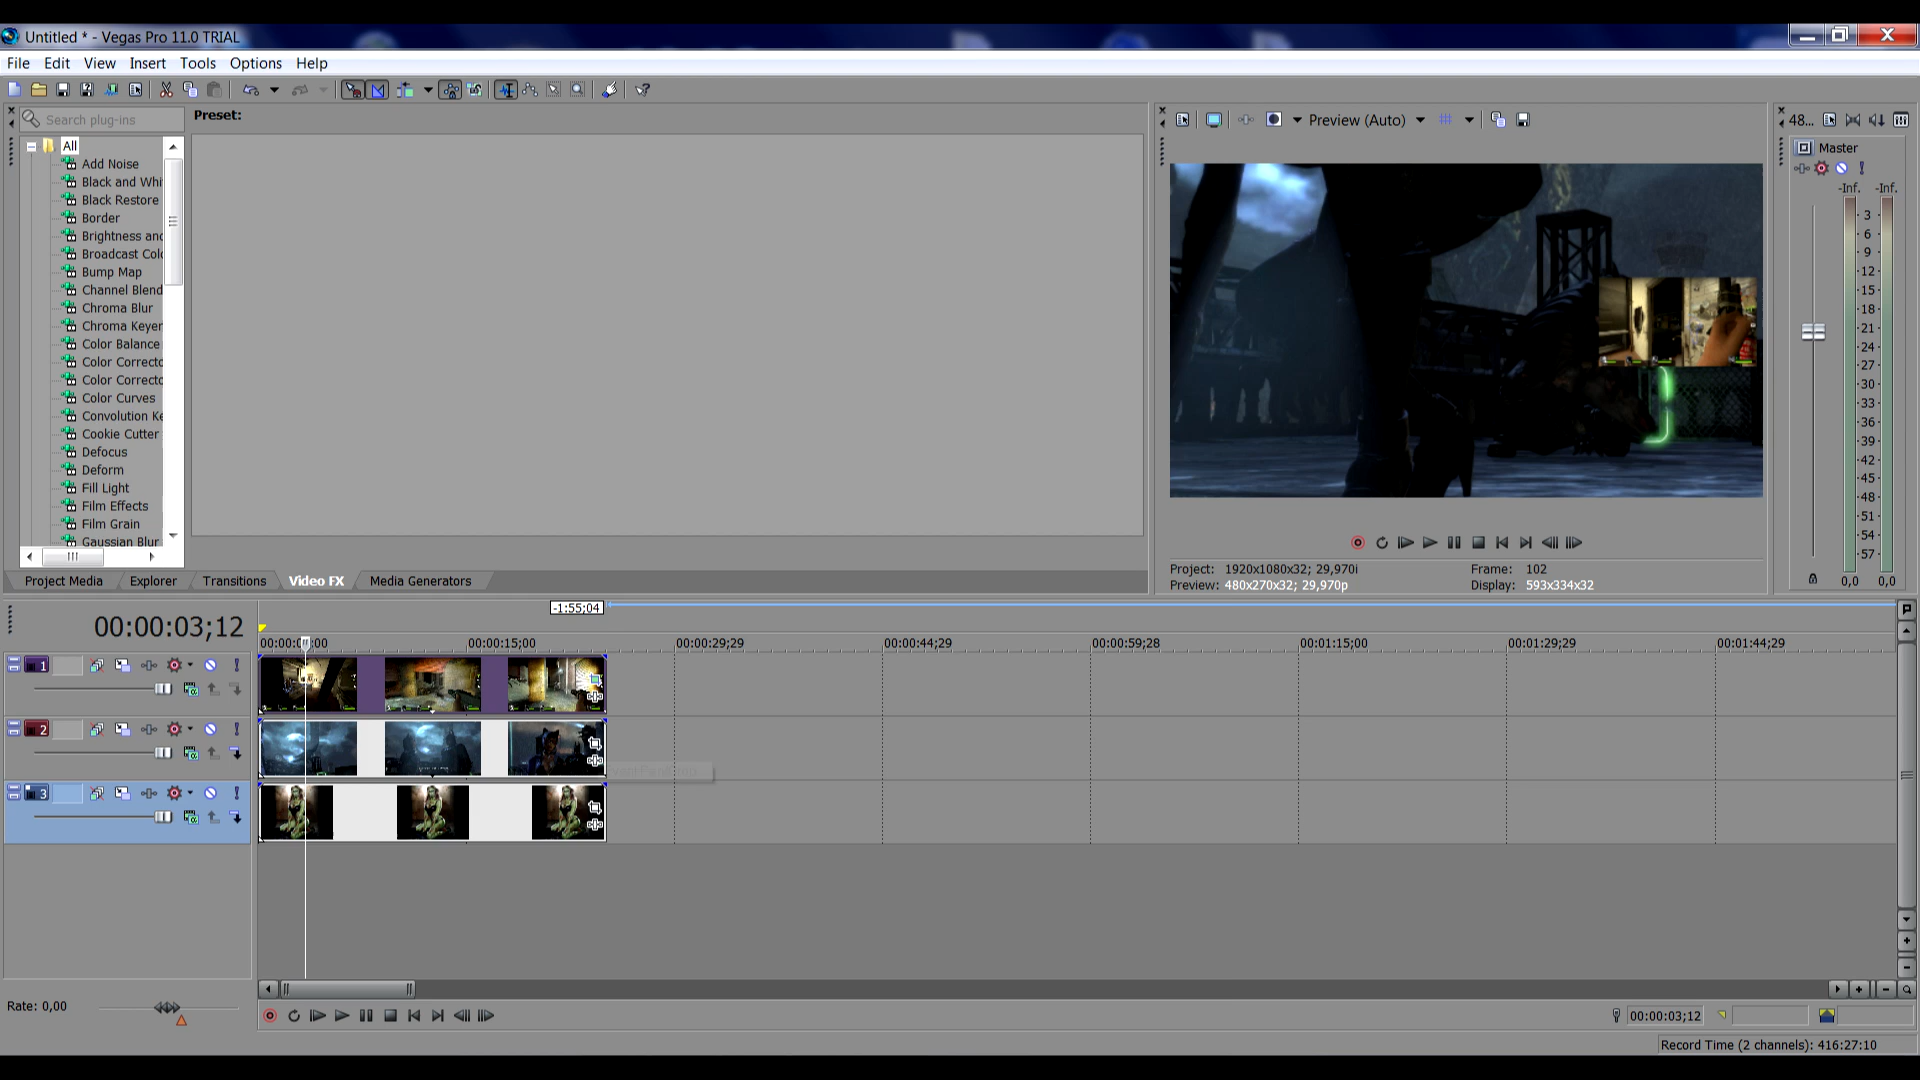 Untitled * - Vegas Pro 11.0 TRIAL
File Edit View Insert Tools Options Help
Search plug-ins
Preset:
Preview (Auto)
48...
All
Add Noise
Black and Whi
Black Restore
Border
Brightness and
Broadcast Colo
Bump Map
Channel Blend
Chroma Blur
Chroma Keyer
Color Balance
Color Correcto
Color Correcto
Color Curves
Convolution Ke
Cookie Cutter
Defocus
Deform
Fill Light
Film Effects
Film Grain
Gaussian Blur
Master
-Inf. -Inf.
3
6
9
12
15
18
21
24
27
30
33
36
39
42
45
48
51
54
57
0,0 0,0
Project Media Explorer Transitions Video FX Media Generators
Project: 1920x1080x32; 29,970i
Frame: 102
Preview: 480x270x32; 29,970p
Display: 593x334x32
00:00:03;12
-1:55;04
00:00:00;00 00:00:15;00 00:00:29;29 00:00:44;29 00:00:59;28 00:01:15;00 00:01:29;29 00:01:44;29
1
2
3
Rate: 0,00
00:00:03;12
Record Time (2 channels): 416:27:10